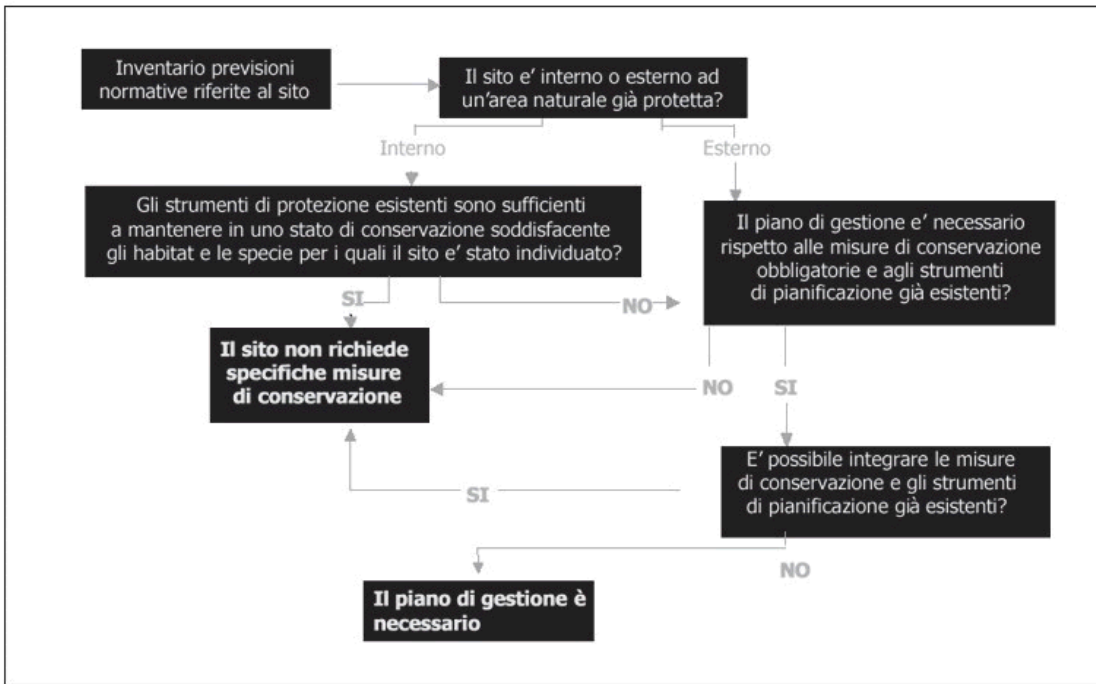 Inventario previsioni
normative riferite al sito
Il sito e' interno o esterno ad
un'area naturale già protetta?
Interno
Esterno
Gli strumenti di protezione esistenti sono sufficienti
a mantenere in uno stato di conservazione soddisfacente
gli habitat e le specie per i quali il sito e' stato individuato?
Il piano di gestione e' necessario
rispetto alle misure di conservazione
obbligatorie e agli strumenti
di pianificazione già esistenti?
SI
NO
Il sito non richiede
specifiche misure
di conservazione
NO
SI
E' possibile integrare le misure
di conservazione e gli strumenti
di pianificazione già esistenti?
SI
NO
Il piano di gestione è
necessario